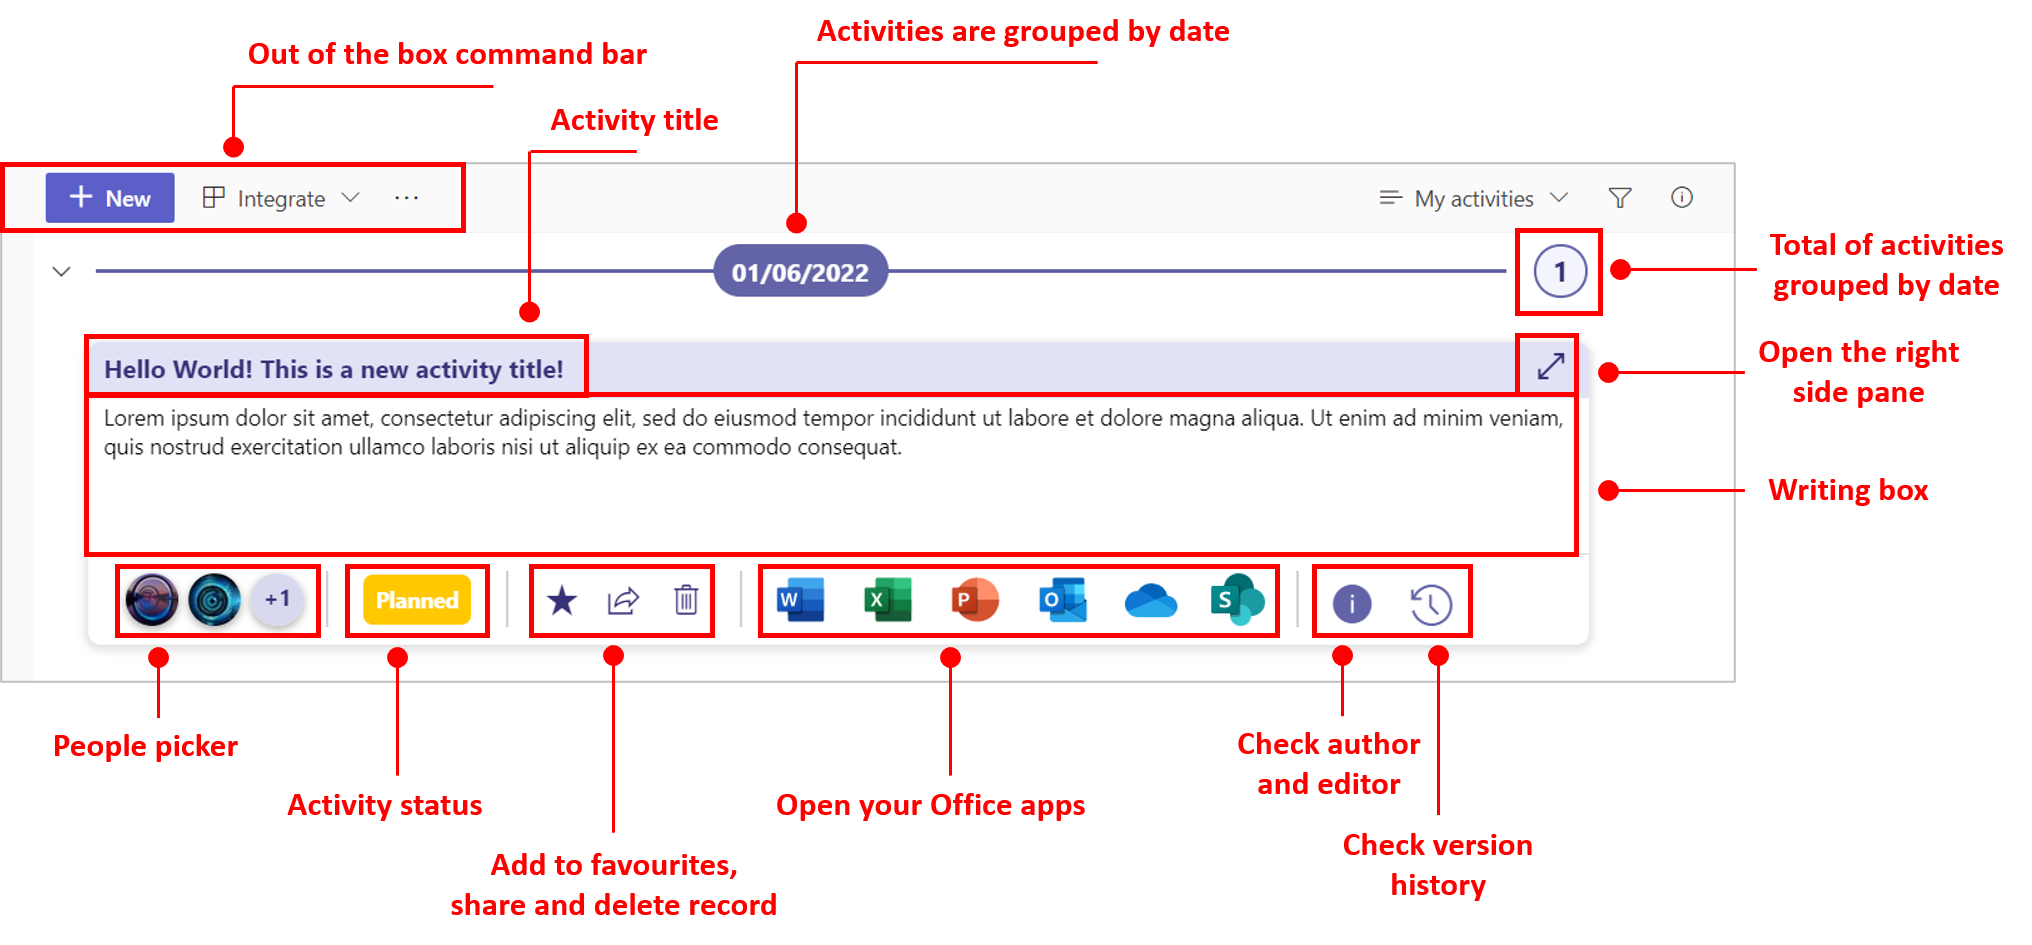 Activities are grouped by date
Out of the box command bar
Activity title
+ New
Integrate
...
My activities
01/06/2022
1
Total of activities
grouped by date
Hello World! This is a new activity title!
Open the right
side pane
Lorem ipsum dolor sit amet, consectetur adipiscing elit, sed do eiusmod tempor incididunt ut labore et dolore magna aliqua. Ut enim ad minim veniam,
quis nostrud exercitation ullamco laboris nisi ut aliquip ex ea commodo consequat.
Writing box
+1
Planned
W
X
P
O
S
i
People picker
Activity status
Add to favourites,
share and delete record
Open your Office apps
Check author
and editor
Check version
history